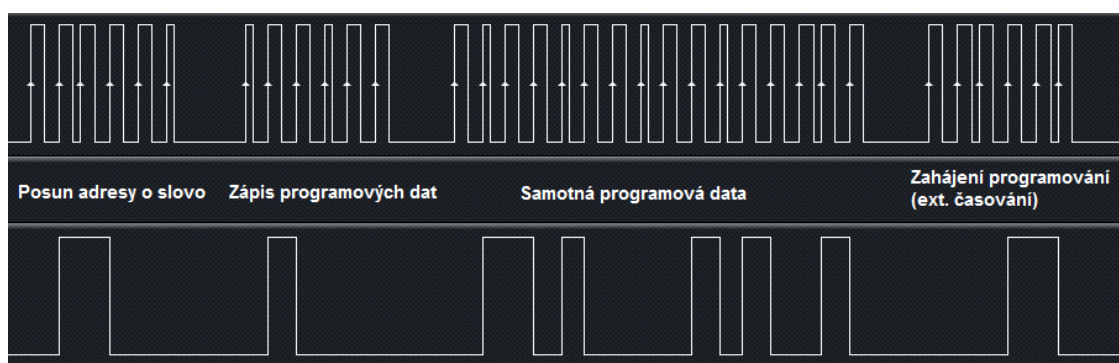 Posun adresy o slovo
Zápis programových dat
Samotná programová data
Zahájení programování
(ext. časování)